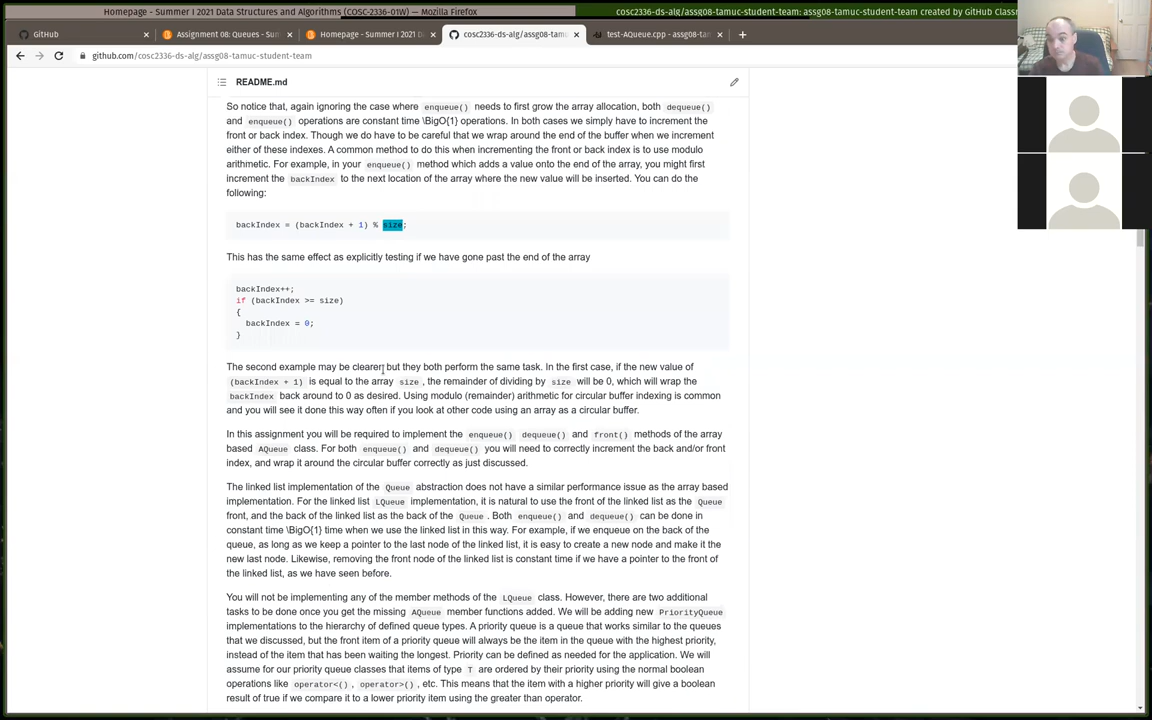 Homepage - Summer I 2021 Data Structures and Algorithms (COSC-2336-01W) — Mozilla Firefox
cosc2336-ds-alg/assg08-tamuc-student-team: assg08-tamuc-student-team created by GitHub Classr
GitHub
Assignment 08: Queues - Sum
Homepage - Summer I 2021 D
cosc2336-ds-alg/assg08-tamuc
test-AQueue.cpp - assg08-tam
github.com/cosc2336-ds-alg/assg08-tamuc-student-team
README.md
So notice that, again ignoring the case where enqueue() needs to first grow the array allocation, both dequeue()
and enqueue() operations are constant time \BigO{1} operations. In both cases we simply have to increment the
front or back index. Though we do have to be careful that we wrap around the end of the buffer when we increment
either of these indexes. A common method to do this when incrementing the front or back index is to use modulo
arithmetic. For example, in your enqueue() method which adds a value onto the end of the array, you might first
increment the backIndex to the next location of the array where the new value will be inserted. You can do the
following:
backIndex = (backIndex + 1) % size;
This has the same effect as explicitly testing if we have gone past the end of the array
backIndex++;
if (backIndex >= size)
{
backIndex = 0;
}
The second example may be clearer but they both perform the same task. In the first case, if the new value of
(backIndex + 1) is equal to the array size , the remainder of dividing by size will be 0, which will wrap the
backIndex back around to 0 as desired. Using modulo (remainder) arithmetic for circular buffer indexing is common
and you will see it done this way often if you look at other code using an array as a circular buffer.
In this assignment you will be required to implement the enqueue() dequeue() and front() methods of the array
based AQueue class. For both enqueue() and dequeue() you will need to correctly increment the back and/or front
index, and wrap it around the circular buffer correctly as just discussed.
The linked list implementation of the Queue abstraction does not have a similar performance issue as the array based
implementation. For the linked list LQueue implementation, it is natural to use the front of the linked list as the Queue
front, and the back of the linked list as the back of the Queue . Both enqueue() and dequeue() can be done in
constant time \BigO{1} time when we use the linked list in this way. For example, if we enqueue on the back of the
queue, as long as we keep a pointer to the last node of the linked list, it is easy to create a new node and make it the
new last node. Likewise, removing the front node of the linked list is constant time if we have a pointer to the front of
the linked list, as we have seen before.
You will not be implementing any of the member methods of the LQueue class. However, there are two additional
tasks to be done once you get the missing AQueue member functions added. We will be adding new PriorityQueue
implementations to the hierarchy of defined queue types. A priority queue is a queue that works similar to the queues
that we discussed, but the front item of a priority queue will always be the item in the queue with the highest priority,
instead of the item that has been waiting the longest. Priority can be defined as needed for the application. We will
assume for our priority queue classes that items of type T are ordered by their priority using the normal boolean
operations like operator<() , operator>() , etc. This means that the item with a higher priority will give a boolean
result of true if we compare it to a lower priority item using the greater than operator.